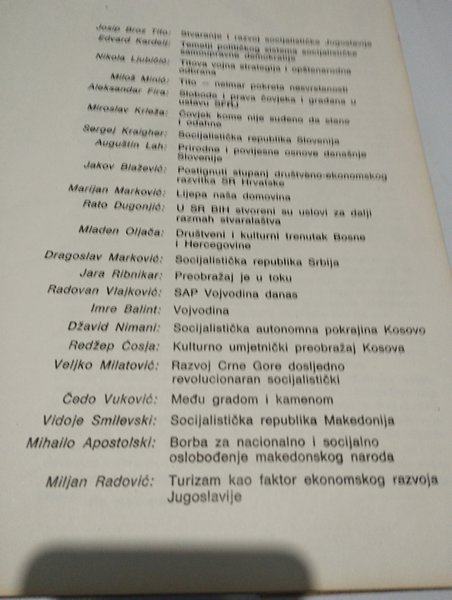 Josip Broz Tito: Stvaranje i razvoj socijalističke Jugoslavije
Edvard Kardelj: Temelji političkog sistema socijalističke
samoupravne demokratije
Nikola Ljubičić: Titova vojna strategija i opštenarodna
odbrana
Miloš Minić: Tito — neimar pokreta nesvrstanosti
Aleksandar Fira: Sloboda i prava čovjeka i građana u
ustavu SFRJ
Miroslav Krleža: Čovjek kome nije suđeno da stane
i odahne
Sergej Kraigher: Socijalistička republika Slovenija
Auguštin Lah: Prirodne i povijesne osnove današnje
Slovenije
Jakov Blažević: Postignuti stupanj društveno-ekonomskog
razvitka SR Hrvatske
Marijan Marković: Lijepa naša domovina
Rato Dugonjić: U SR BIH stvoreni su uslovi za dalji
razmah stvaralaštva
Mladen Oljača: Društveni i kulturni trenutak Bosne
i Hercegovine
Dragoslav Marković: Socijalistička republika Srbija
Jara Ribnikar: Preobražaj je u toku
Radovan Vlajković: SAP Vojvodina danas
Imre Balint: Vojvodina
Džavid Nimani: Socijalistička autonomna pokrajina Kosovo
Redžep Ćosja: Kulturno umjetnički preobražaj Kosova
Veljko Milatović: Razvoj Crne Gore dosljedno
revolucionaran socijalistički
Čedo Vuković: Među gradom i kamenom
Vidoje Smilevski: Socijalistička republika Makedonija
Mihailo Apostolski: Borba za nacionalno i socijalno
oslobođenje makedonskog naroda
Miljan Radović: Turizam kao faktor ekonomskog razvoja
Jugoslavije